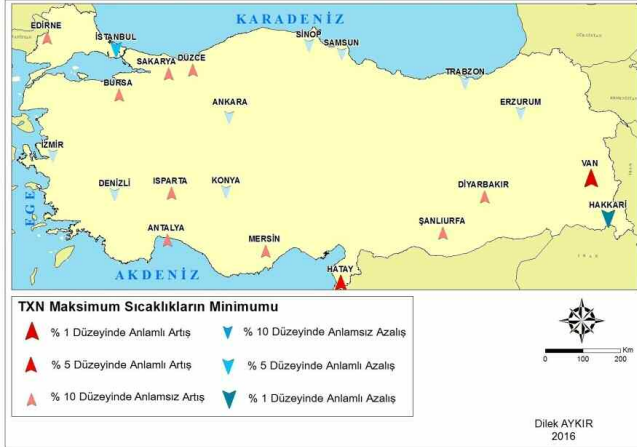 KARADENİZ
EDİRNE
İSTANBUL
SİNOP
SAMSUN
SAKARYA
DÜZCE
BURSA
TRABZON
ANKARA
ERZURUM
İZMİR
VAN
DENİZLİ
ISPARTA
KONYA
DİYARBAKIR
HAKKARİ
EGE
ANTALYA
MERSİN
ŞANLIURFA
AKDENİZ
HATAY
IRAK
TXN Maksimum Sıcaklıkların Minimumu
% 1 Düzeyinde Anlamlı Artış
% 10 Düzeyinde Anlamsız Azalış
% 5 Düzeyinde Anlamlı Artış
% 5 Düzeyinde Anlamlı Azalış
% 10 Düzeyinde Anlamsız Artış
% 1 Düzeyinde Anlamlı Azalış
Km
0 100 200
Dilek AYKIR
2016